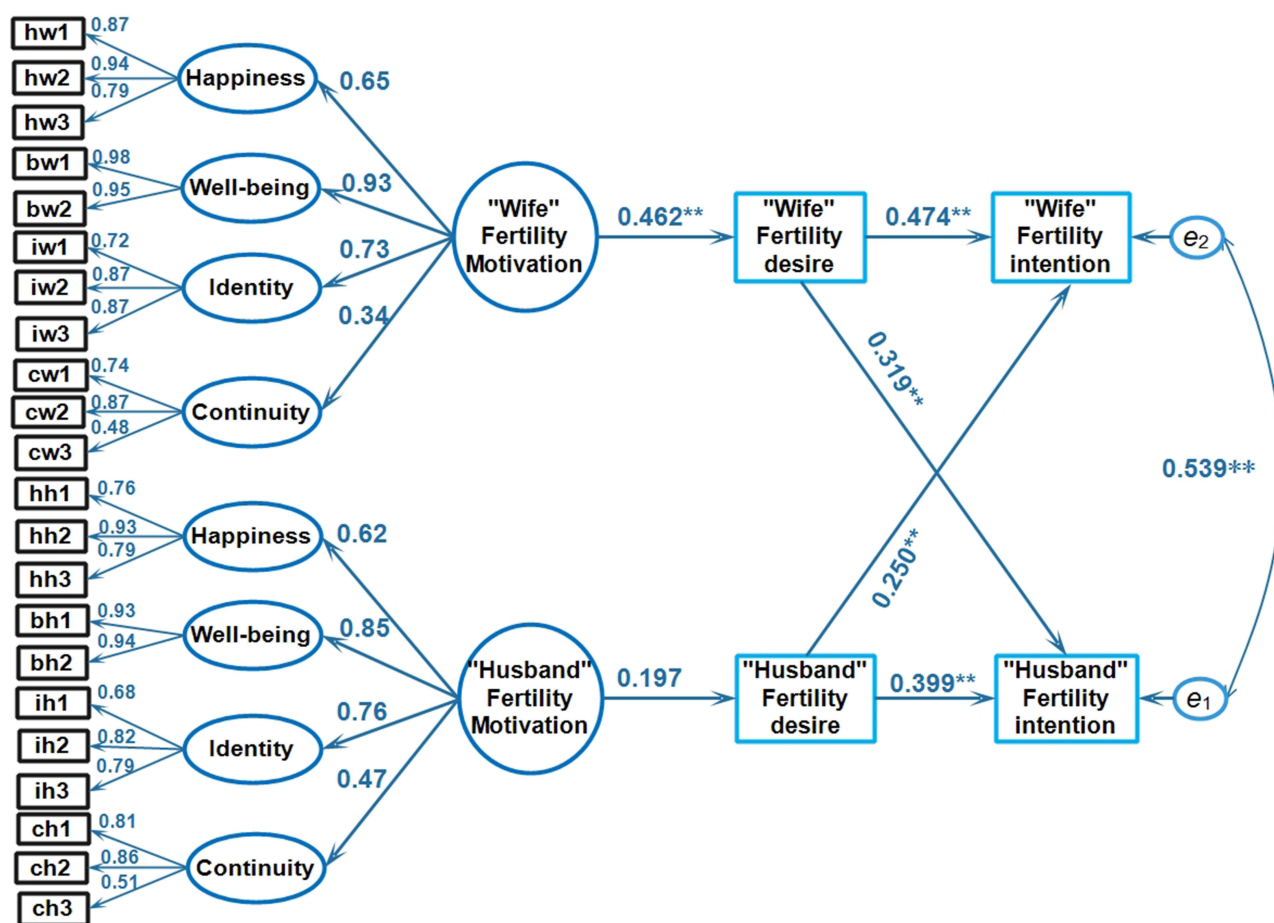 hw1
0.87
hw2
0.94
hw3
0.79
Happiness
0.65
bw1
0.98
bw2
0.95
Well-being
0.93
iw1
0.72
iw2
0.87
iw3
0.87
Identity
0.73
cw1
0.74
cw2
0.87
cw3
0.48
Continuity
0.34
"Wife"
Fertility
Motivation
0.462**
"Wife"
Fertility
desire
0.474**
"Wife"
Fertility
intention
e2
0.319**
0.250**
0.539**
hh1
0.76
hh2
0.93
hh3
0.79
Happiness
0.62
bh1
0.93
bh2
0.94
Well-being
0.85
ih1
0.68
ih2
0.82
ih3
0.79
Identity
0.76
ch1
0.81
ch2
0.86
ch3
0.51
Continuity
0.47
"Husband"
Fertility
Motivation
0.197
"Husband"
Fertility
desire
0.399**
"Husband"
Fertility
intention
e1